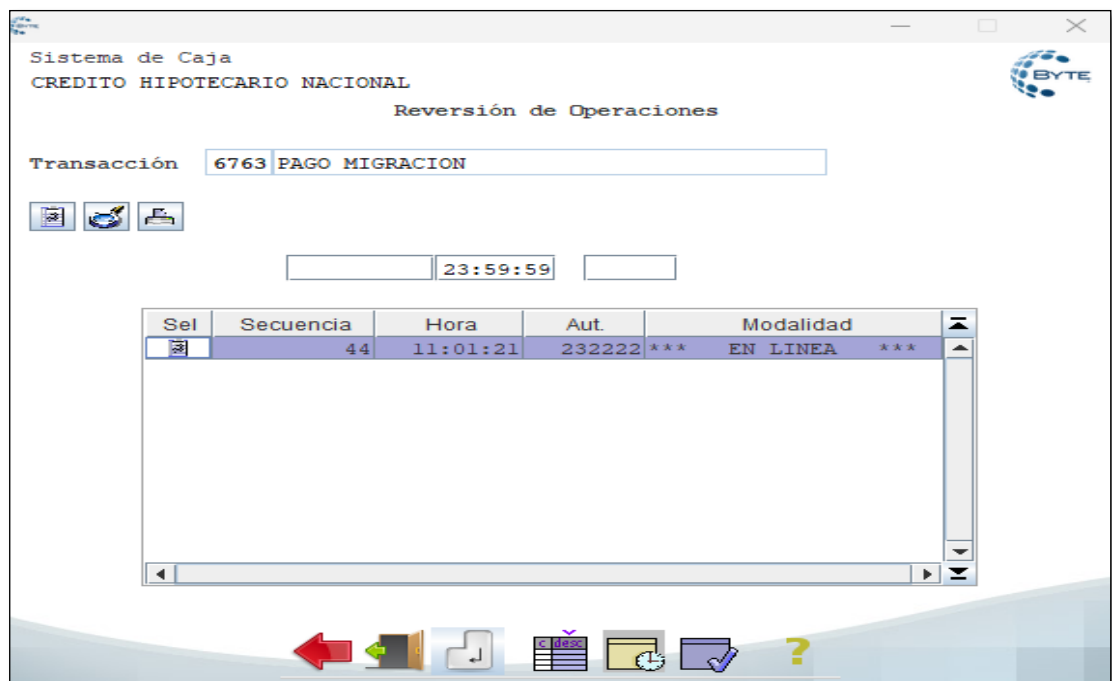 BYTE
Sistema de Caja
CREDITO HIPOTECARIO NACIONAL
BYTE
Reversión de Operaciones
Transacción 6763 PAGO MIGRACION
23:59:59
Sel Secuencia Hora Aut. Modalidad
44 11:01:21 232222 *** EN LINEA ***
c desc
?